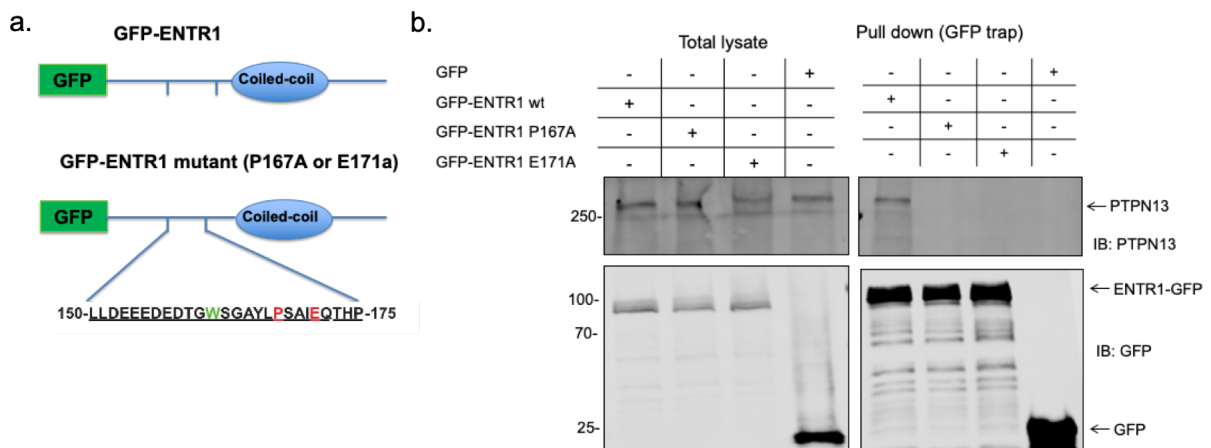 a.
GFP-ENTR1
GFP
Coiled-coil
GFP-ENTR1 mutant (P167A or E171a)
GFP
Coiled-coil
150-LLDEEEDEDTGWSGAYLPSAIEQTHP-175
b.
Total lysate
Pull down (GFP trap)
GFP - - - + - - - +
GFP-ENTR1 wt + - - - + - - -
GFP-ENTR1 P167A - + - - - + - -
GFP-ENTR1 E171A - - + - - - + -
250-
←PTPN13
IB: PTPN13
100-
70-
25-
←ENTR1-GFP
IB: GFP
←GFP